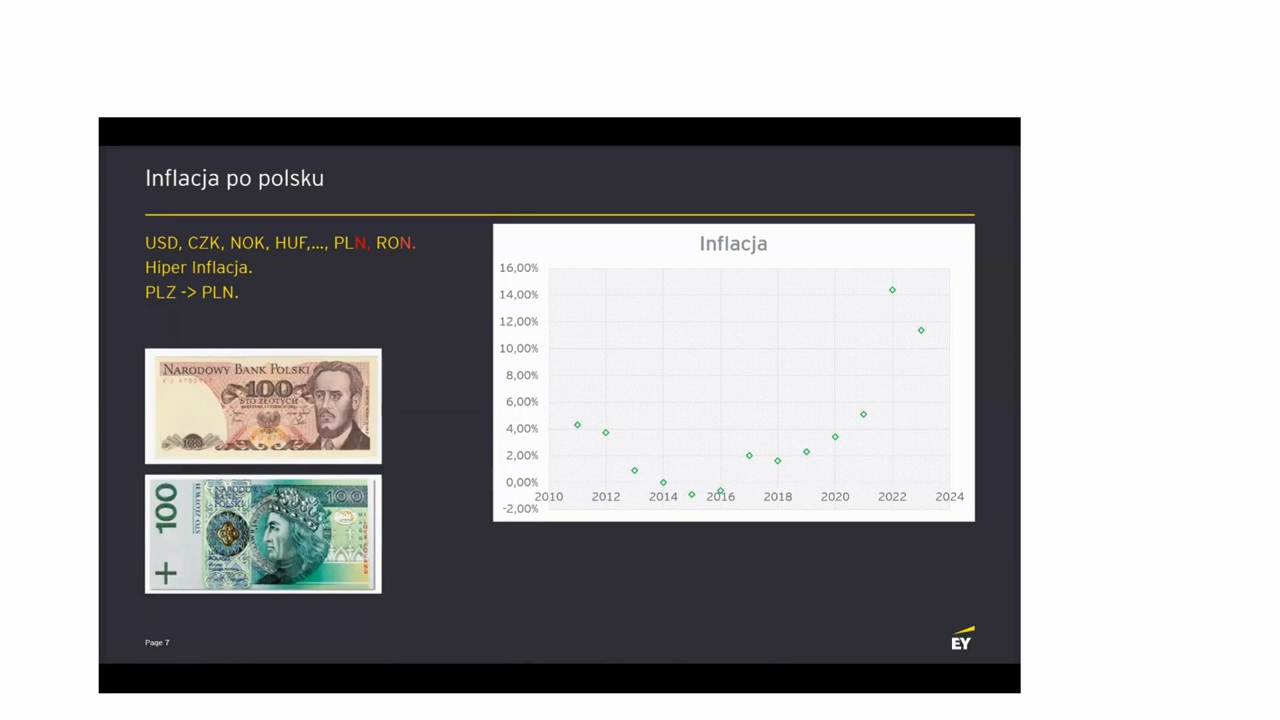 Inflacja po polsku
USD, CZK, NOK, HUF,..., PLN, RON.
Hiper Inflacja.
PLZ -> PLN.
NARODOWY BANK POLSKI
100
STO ZŁOTYCH
100
100
100
Inflacja
16,00%
14,00%
12,00%
10,00%
8,00%
6,00%
4,00%
2,00%
0,00%
-2,00%
2010 2012 2014 2016 2018 2020 2022 2024
Page 7
EY